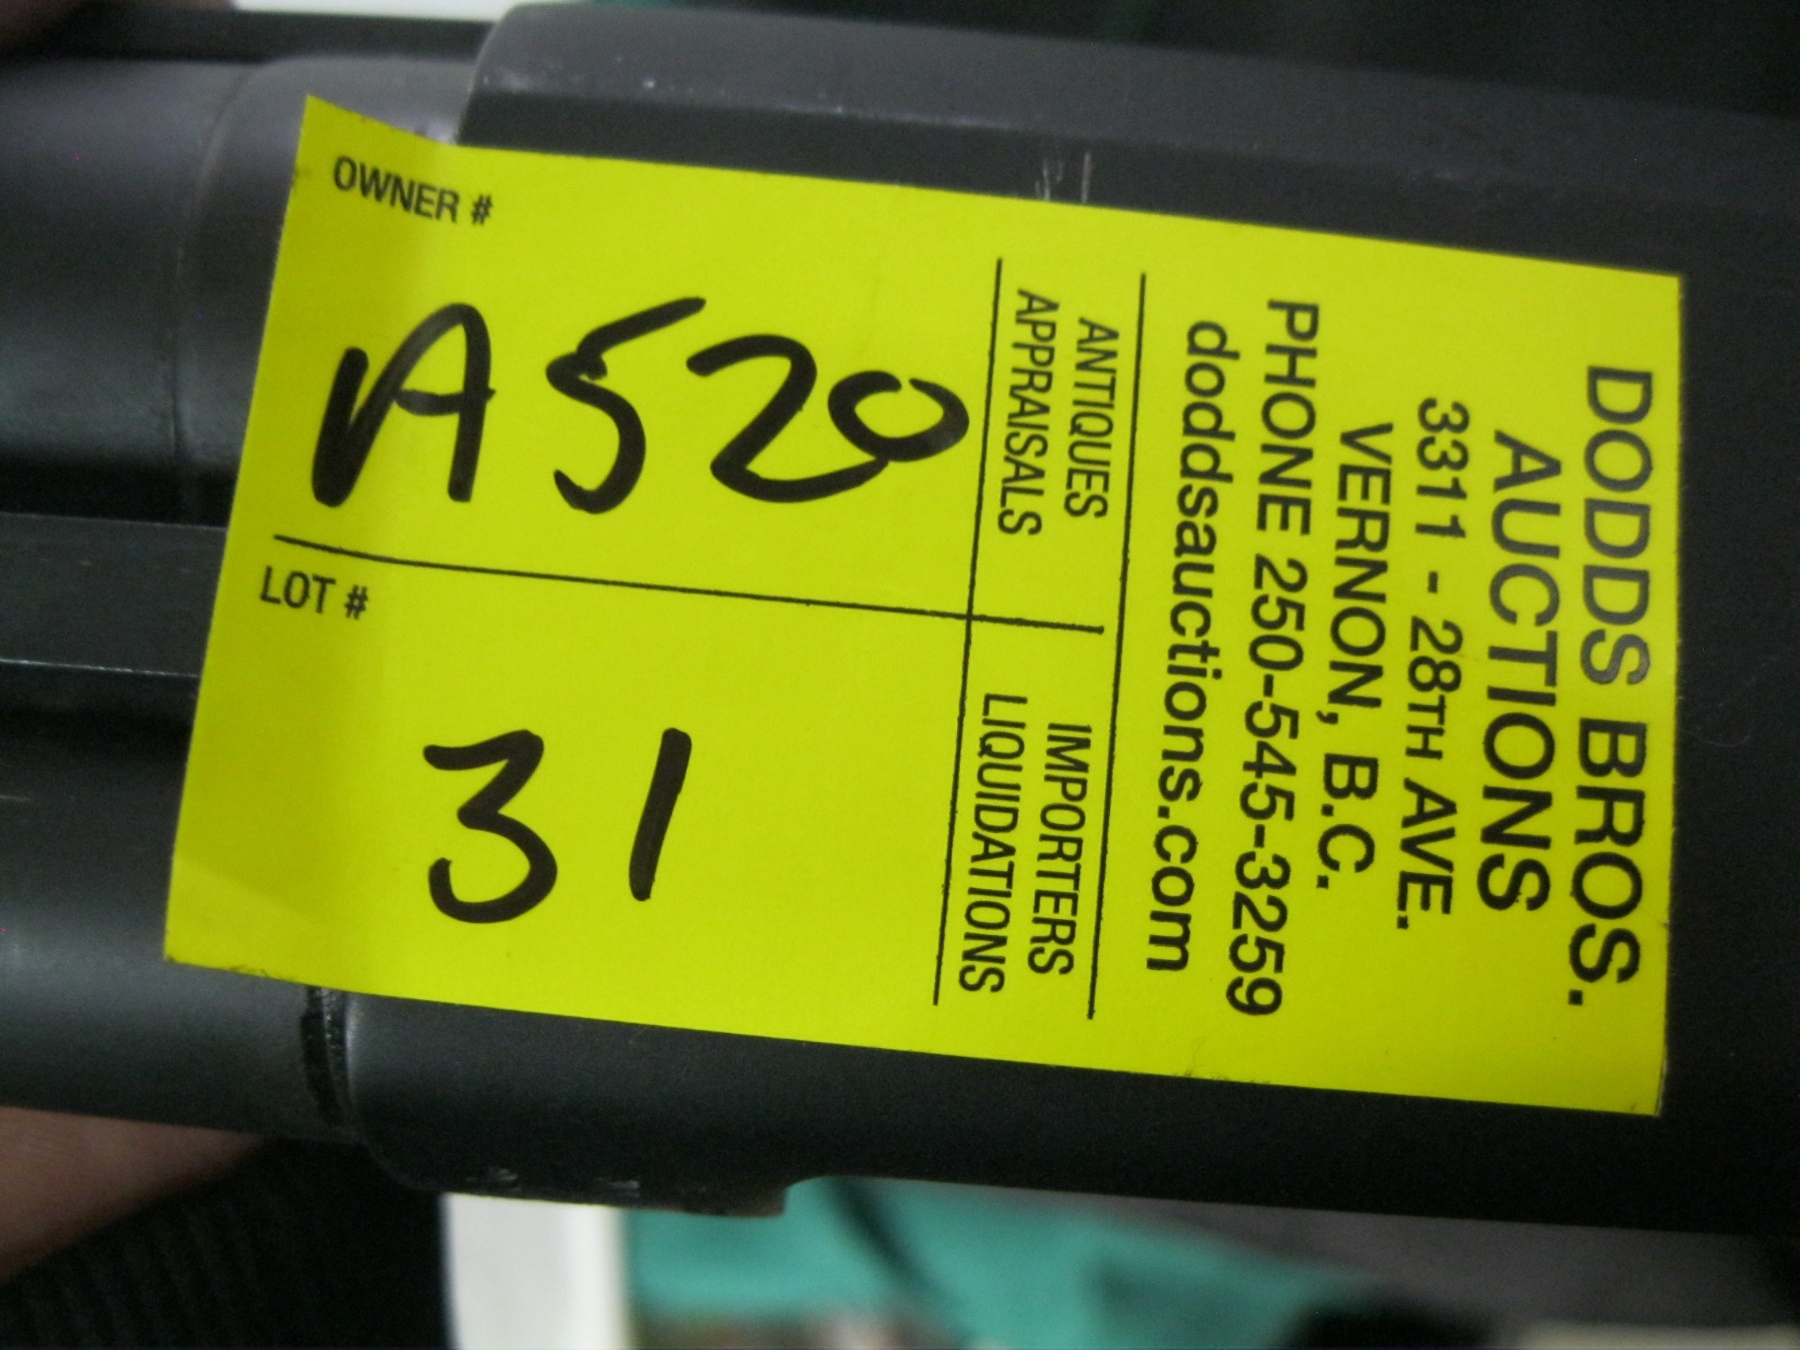 DODDS BROS.
AUCTIONS
3311 - 28TH AVE.
VERNON, B.C.
PHONE 250-545-3259
doddsauctions.com
ANTIQUES
APPRAISALS
IMPORTERS
LIQUIDATIONS
OWNER #
A520
LOT #
31